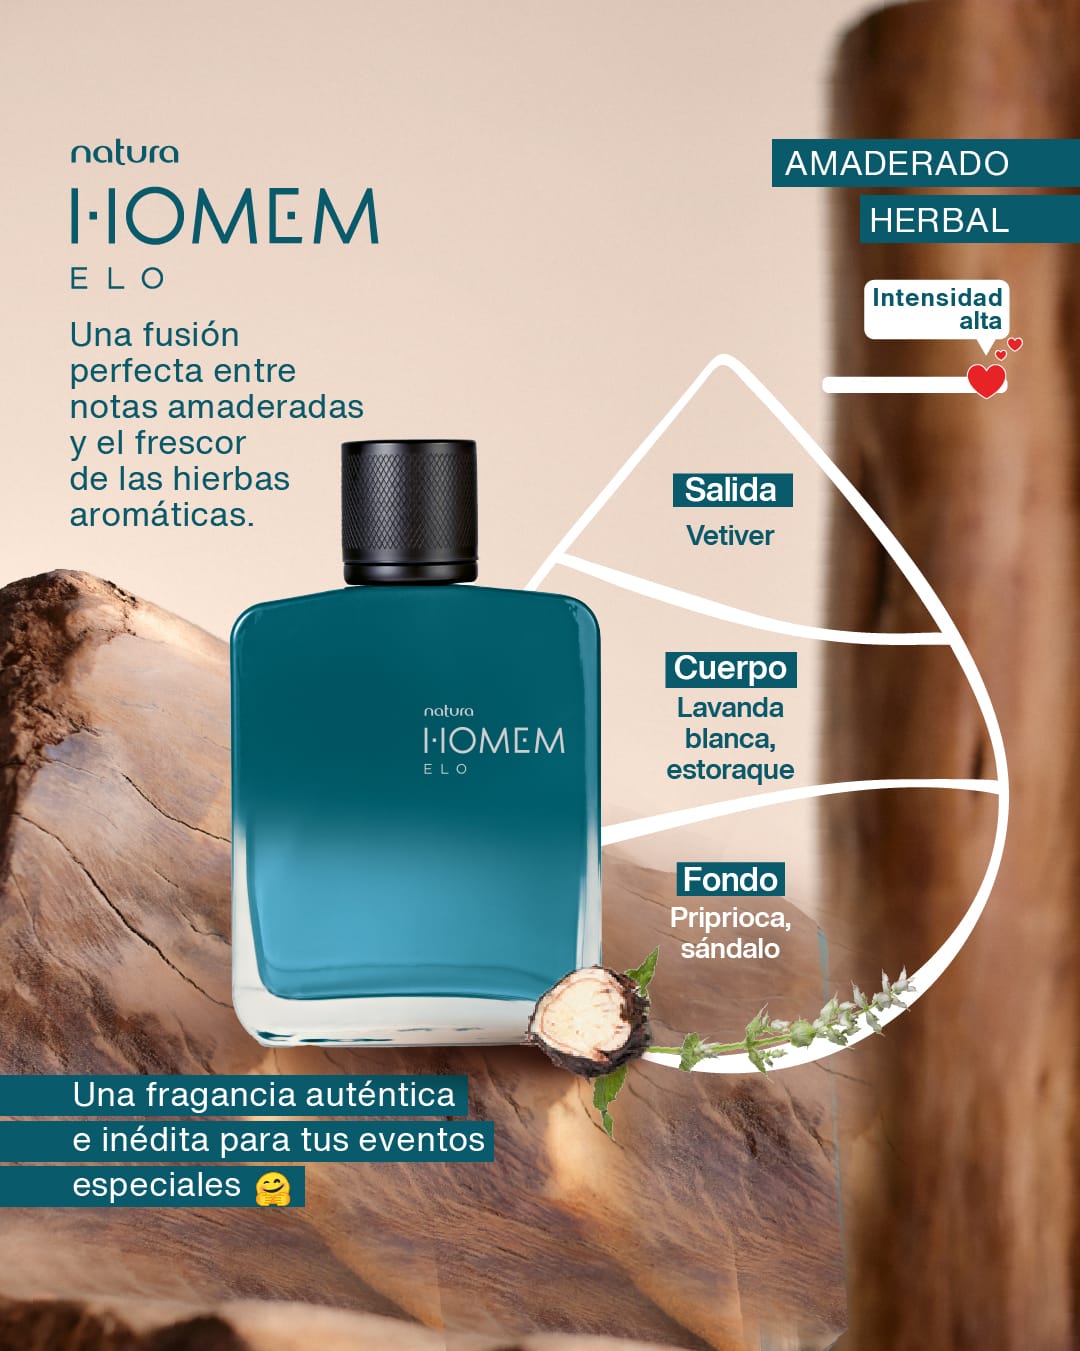 natura
HOMEM
ELO
Una fusión
perfecta entre
notas amaderadas
y el frescor
de las hierbas
aromáticas.
AMADERADO
HERBAL
Intensidad
alta
Salida
Vetiver
Cuerpo
Lavanda
blanca,
estoraque
Fondo
Priprioca,
sándalo
natura
HOMEM
ELO
Una fragancia auténtica
e inédita para tus eventos
especiales 🤗